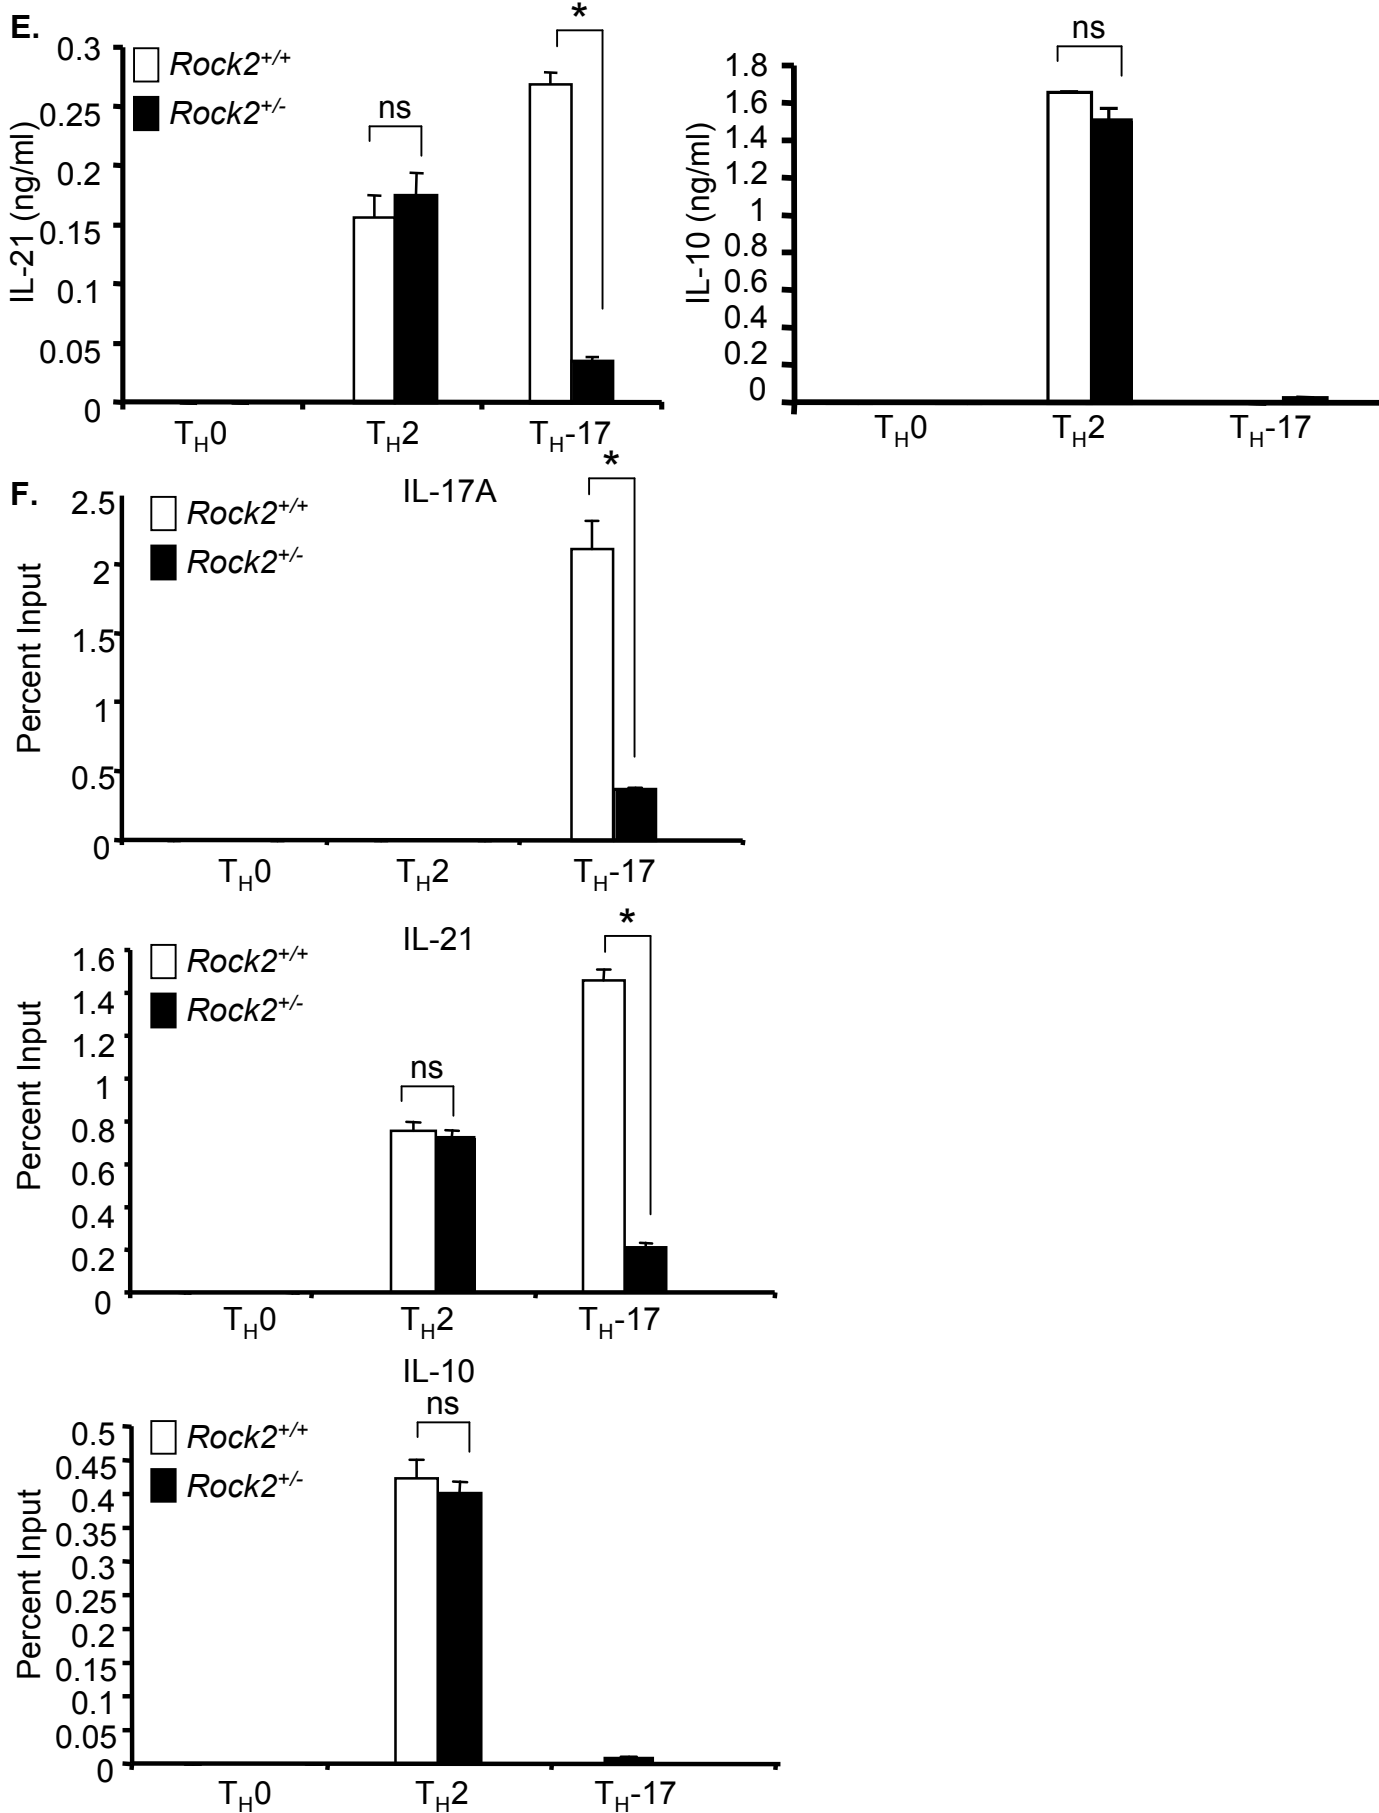 E.
*
0.3
Rock2+/+
0.25
Rock2+/-
ns
0.2
0.15
0.1
0.05
0
IL-21 (ng/ml)
TH0
TH2
TH-17
ns
1.8
1.6
1.4
1.2
1
0.8
0.6
0.4
0.2
0
IL-10 (ng/ml)
TH0
TH2
TH-17
F.
IL-17A
*
2.5
Rock2+/+
Rock2+/-
2
1.5
1
0.5
0
Percent Input
TH0
TH2
TH-17
IL-21
*
1.6
Rock2+/+
1.4
Rock2+/-
1.2
ns
1
0.8
0.6
0.4
0.2
0
Percent Input
TH0
TH2
TH-17
IL-10
ns
0.5
Rock2+/+
0.45
Rock2+/-
0.4
0.35
0.3
0.25
0.2
0.15
0.1
0.05
0
Percent Input
TH0
TH2
TH-17